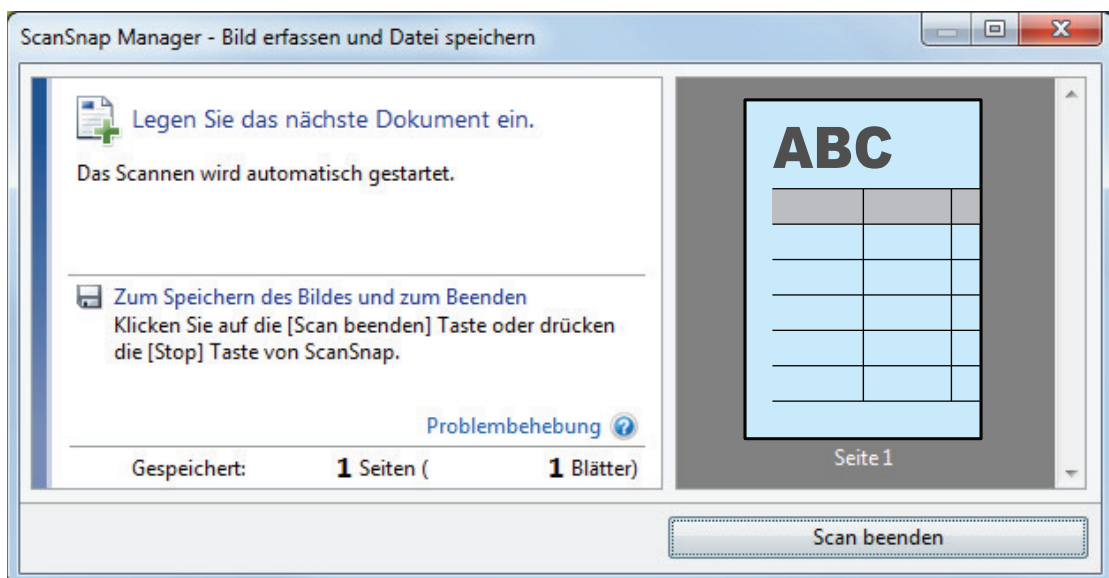 ScanSnap Manager - Bild erfassen und Datei speichern
Legen Sie das nächste Dokument ein.
Das Scannen wird automatisch gestartet.
Zum Speichern des Bildes und zum Beenden
Klicken Sie auf die [Scan beenden] Taste oder drücken
die [Stop] Taste von ScanSnap.
Problembehebung
Gespeichert: 1 Seiten ( 1 Blätter)
ABC
Seite 1
Scan beenden